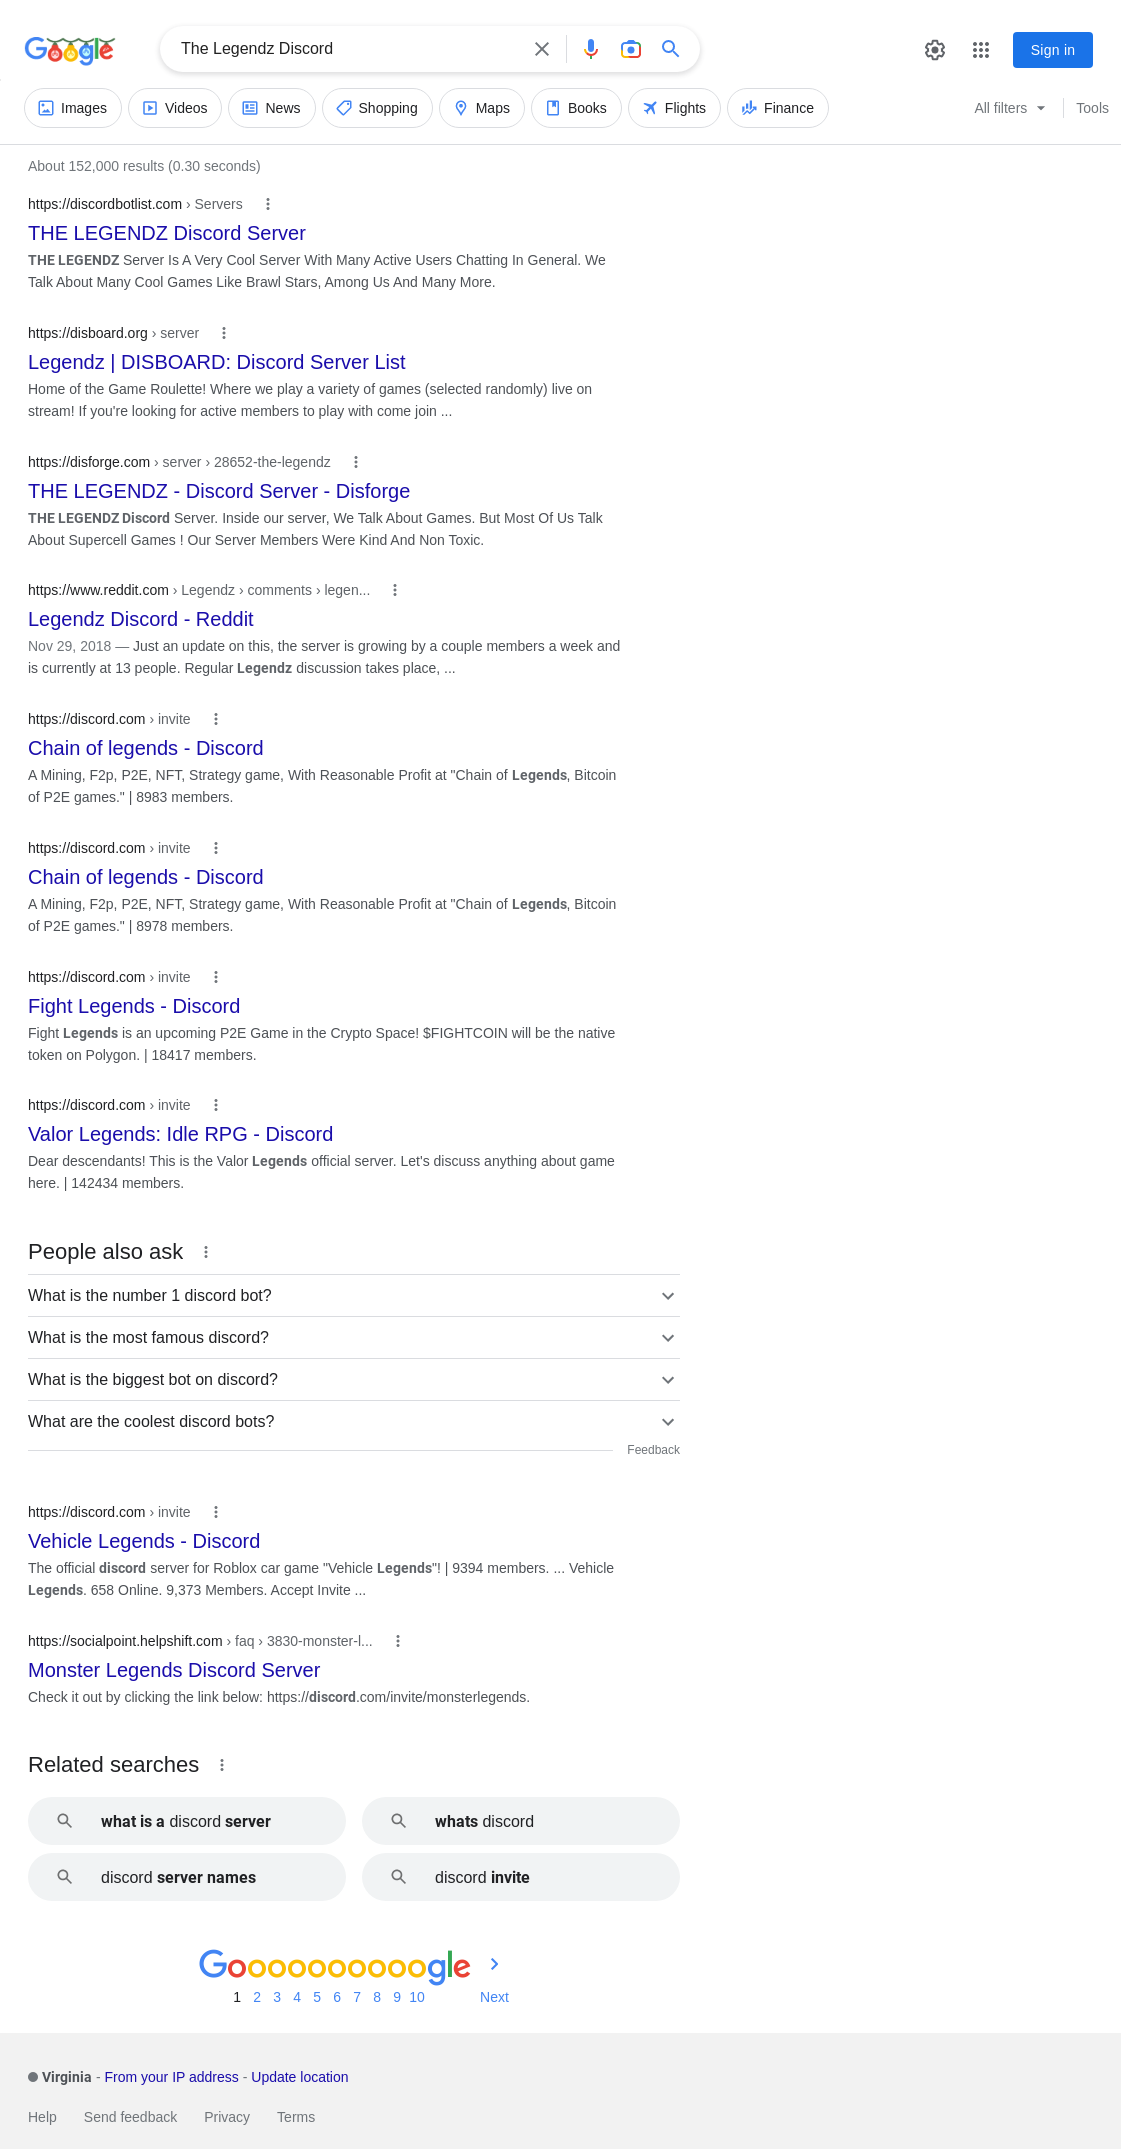 Google
The Legendz Discord
Sign in
Images Videos News Shopping Maps Books Flights Finance All filters Tools
About 152,000 results (0.30 seconds)
https://discordbotlist.com › Servers
THE LEGENDZ Discord Server
THE LEGENDZ Server Is A Very Cool Server With Many Active Users Chatting In General. We
Talk About Many Cool Games Like Brawl Stars, Among Us And Many More.
https://disboard.org › server
Legendz | DISBOARD: Discord Server List
Home of the Game Roulette! Where we play a variety of games (selected randomly) live on
stream! If you're looking for active members to play with come join ...
https://disforge.com › server › 28652-the-legendz
THE LEGENDZ - Discord Server - Disforge
THE LEGENDZ Discord Server. Inside our server, We Talk About Games. But Most Of Us Talk
About Supercell Games ! Our Server Members Were Kind And Non Toxic.
https://www.reddit.com › Legendz › comments › legen...
Legendz Discord - Reddit
Nov 29, 2018 — Just an update on this, the server is growing by a couple members a week and
is currently at 13 people. Regular Legendz discussion takes place, ...
https://discord.com › invite
Chain of legends - Discord
A Mining, F2p, P2E, NFT, Strategy game, With Reasonable Profit at "Chain of Legends, Bitcoin
of P2E games." | 8983 members.
https://discord.com › invite
Chain of legends - Discord
A Mining, F2p, P2E, NFT, Strategy game, With Reasonable Profit at "Chain of Legends, Bitcoin
of P2E games." | 8978 members.
https://discord.com › invite
Fight Legends - Discord
Fight Legends is an upcoming P2E Game in the Crypto Space! $FIGHTCOIN will be the native
token on Polygon. | 18417 members.
https://discord.com › invite
Valor Legends: Idle RPG - Discord
Dear descendants! This is the Valor Legends official server. Let's discuss anything about game
here. | 142434 members.
People also ask
What is the number 1 discord bot?
What is the most famous discord?
What is the biggest bot on discord?
What are the coolest discord bots?
Feedback
https://discord.com › invite
Vehicle Legends - Discord
The official discord server for Roblox car game "Vehicle Legends"! | 9394 members. ... Vehicle
Legends. 658 Online. 9,373 Members. Accept Invite ...
https://socialpoint.helpshift.com › faq › 3830-monster-l...
Monster Legends Discord Server
Check it out by clicking the link below: https://discord.com/invite/monsterlegends.
Related searches
what is a discord server
whats discord
discord server names
discord invite
Goooooooooogle
1 2 3 4 5 6 7 8 9 10 Next
Virginia - From your IP address - Update location
Help Send feedback Privacy Terms